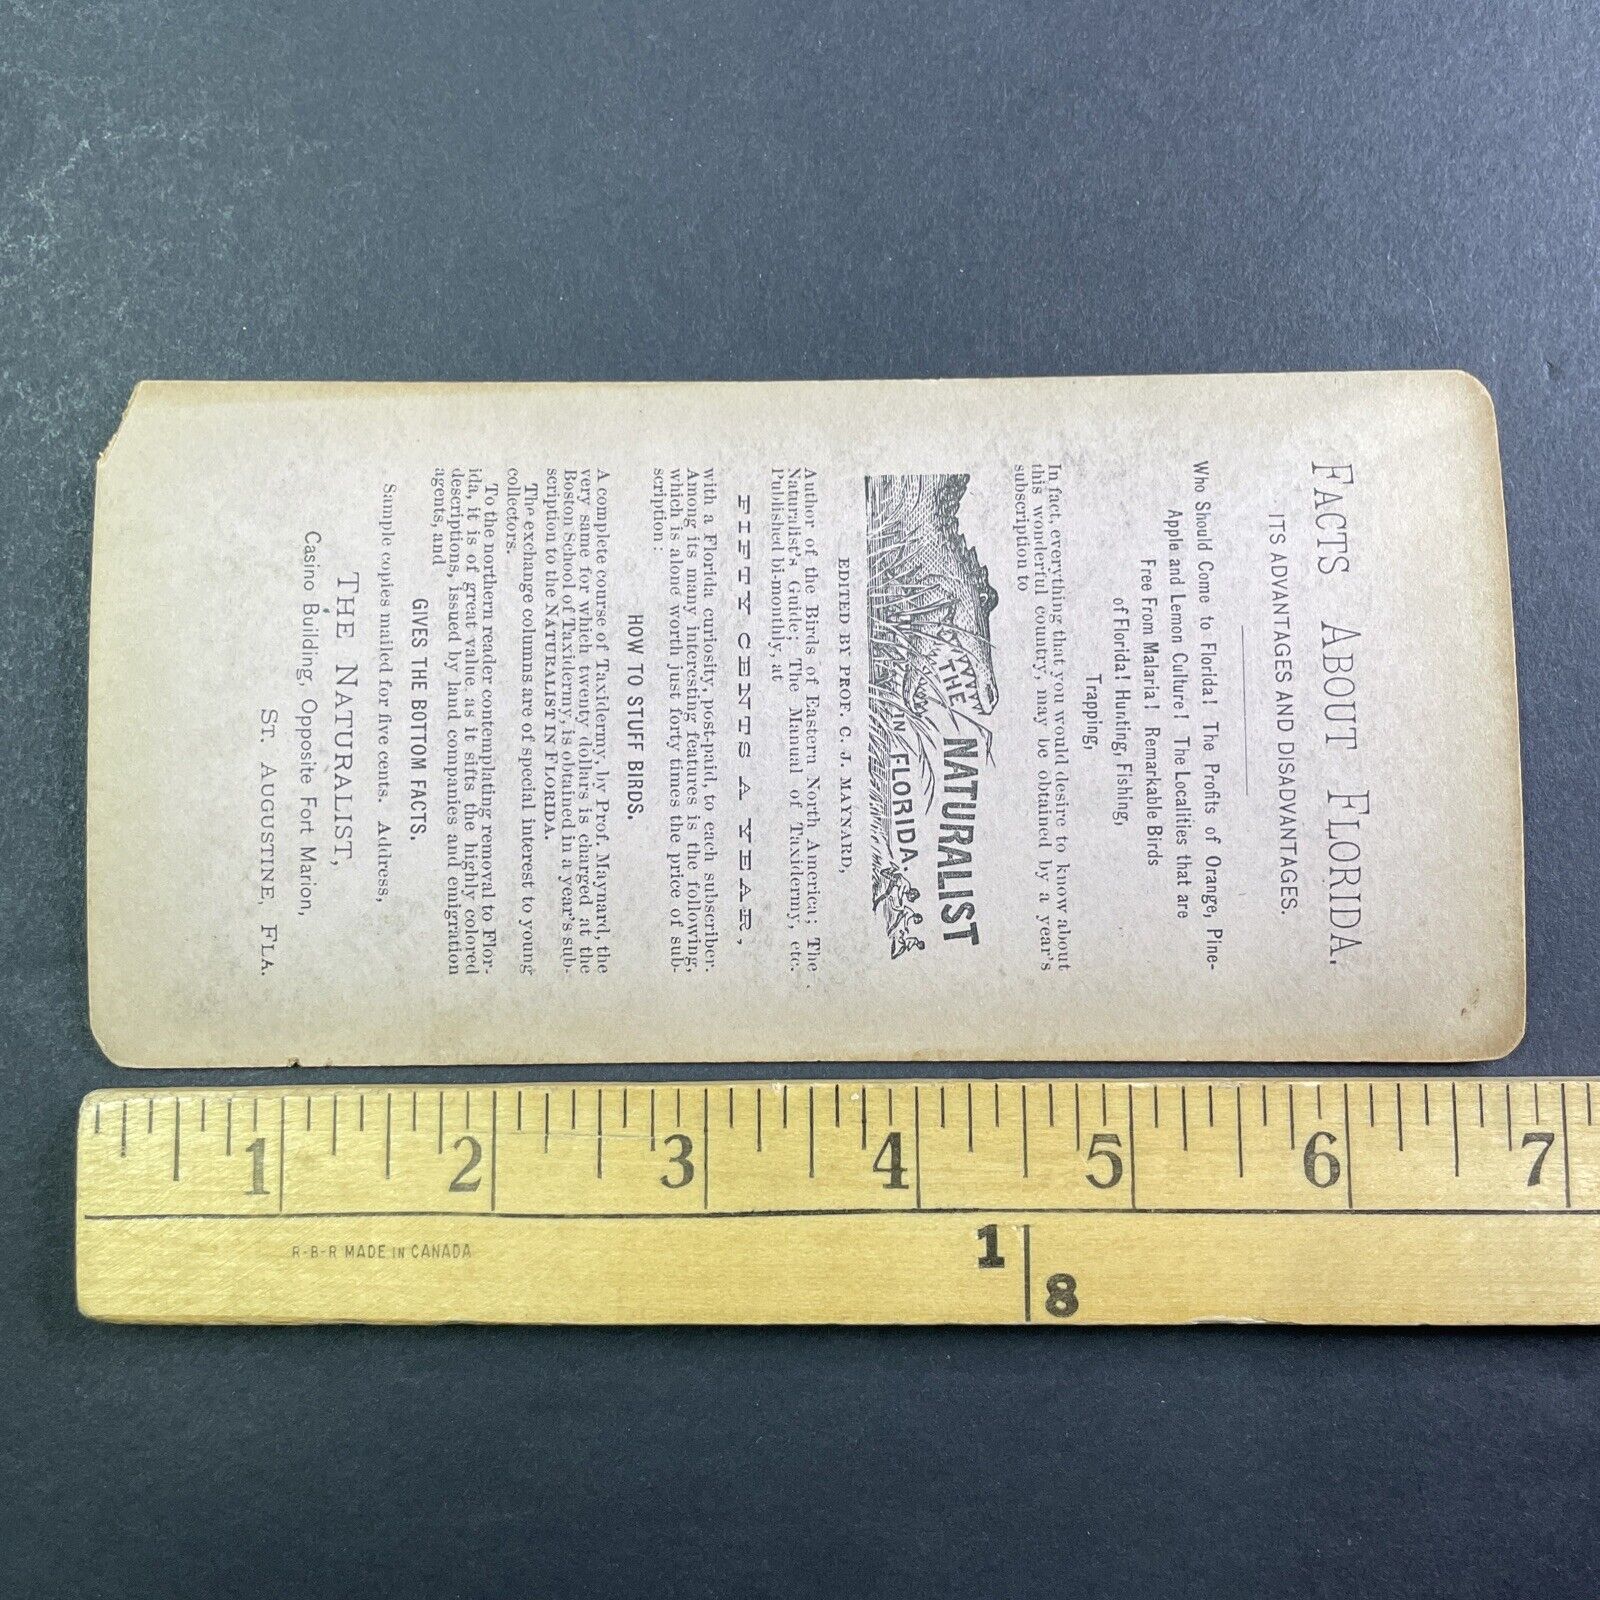 FACTS ABOUT FLORIDA.
ITS ADVANTAGES AND DISADVANTAGES.
Who Should Come to Florida! The Profits of Orange, Pine-
Apple and Lemon Culture! The Localities that are
Free From Malaria! Remarkable Birds
of Florida! Hunting, Fishing,
Trapping,
In fact, everything that you would desire to know about
this wonderful country, may be obtained by a year's
subscription to
THE NATURALIST
IN FLORIDA.
EDITED BY PROF. C. J. MAYNARD,
Author of the Birds of Eastern North America; The
Naturalist's Guide; The Manual of Taxidermy, etc.
Published bi-monthly, at
FIFTY CENTS A YEAR,
with a Florida curiosity, post-paid, to each subscriber.
Among its many interesting features is the following,
which is alone worth just forty times the price of sub-
scription:
HOW TO STUFF BIRDS.
A complete course of Taxidermy, by Prof. Maynard, the
very same for which twenty dollars is charged at the
Boston School of Taxidermy, is obtained in a year's sub-
scription to the NATURALIST IN FLORIDA.
The exchange columns are of special interest to young
collectors.
To the northern reader contemplating removal to Flor-
ida, it is of great value, as it sifts the highly colored
descriptions, issued by land companies and emigration
agents, and
GIVES THE BOTTOM FACTS.
Sample copies mailed for five cents. Address,
THE NATURALIST,
Casino Building, Opposite Fort Marion,
ST. AUGUSTINE, FLA.
1 2 3 4 5 6 7
R-B-R MADE IN CANADA
1
8